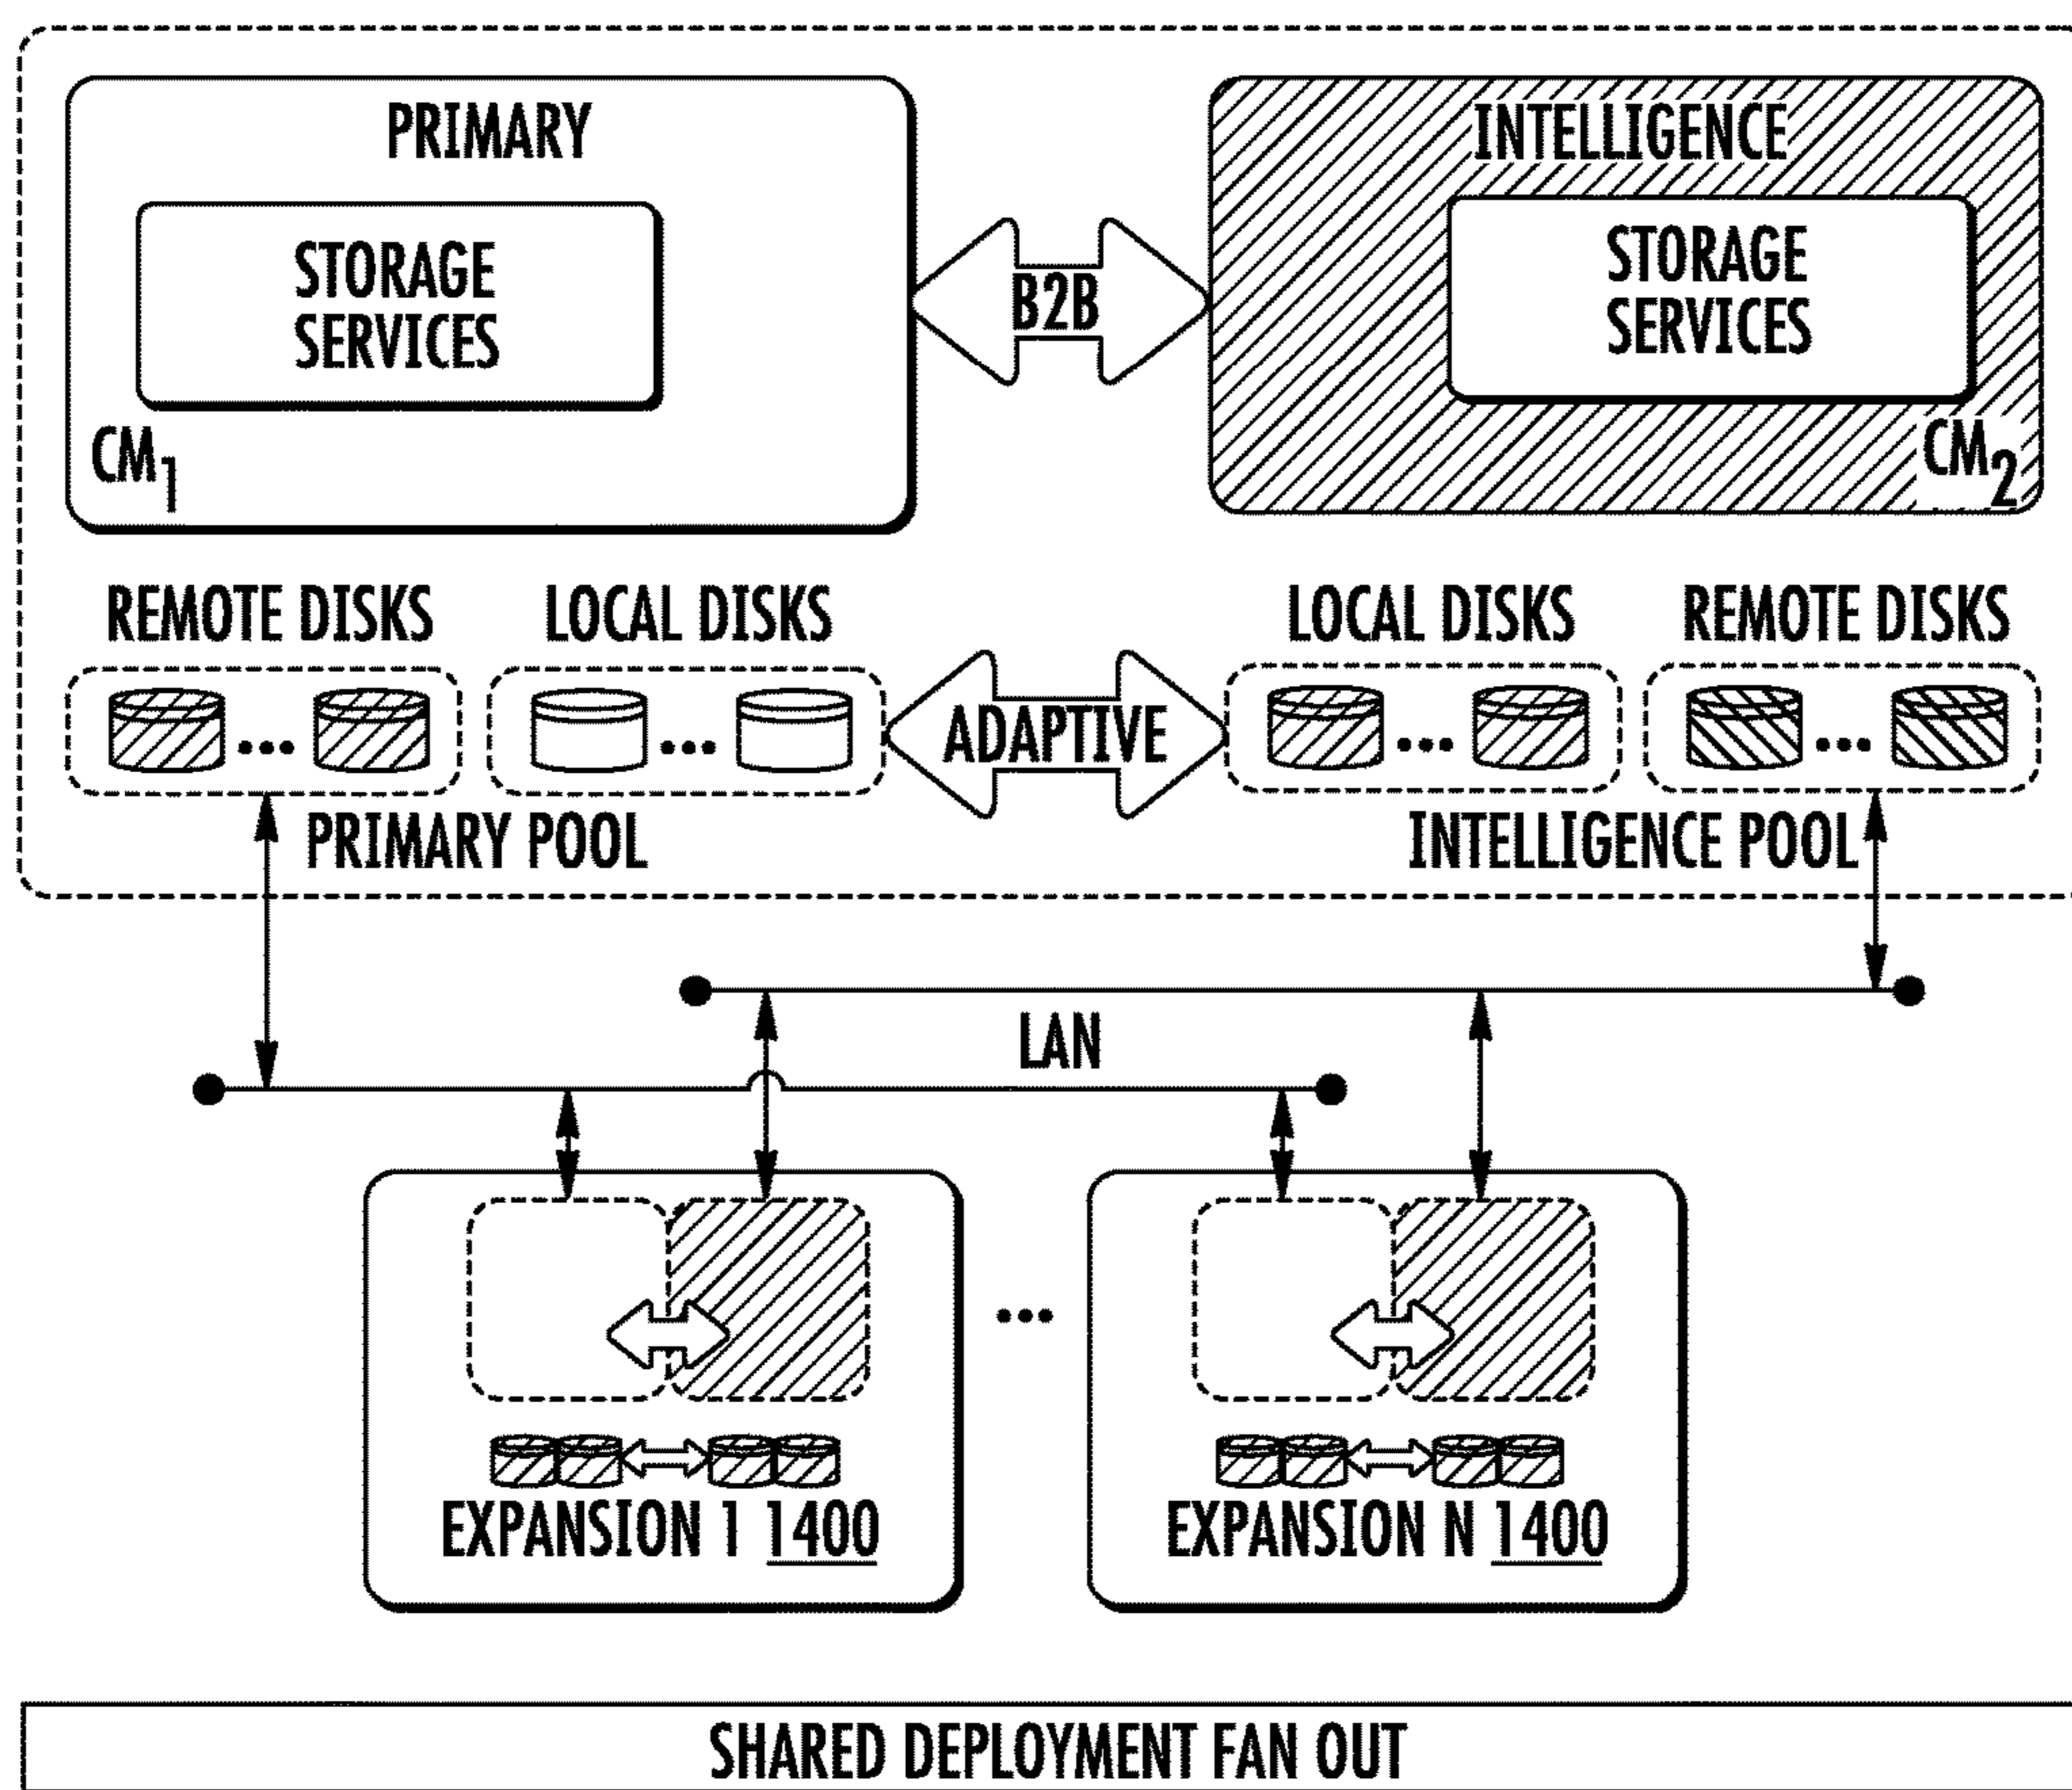 PRIMARY
INTELLIGENCE
STORAGE
SERVICES
B2B
STORAGE
SERVICES
CM1
CM2
REMOTE DISKS
LOCAL DISKS
LOCAL DISKS
REMOTE DISKS
ADAPTIVE
PRIMARY POOL
INTELLIGENCE POOL
LAN
EXPANSION 1 1400
EXPANSION N 1400
SHARED DEPLOYMENT FAN OUT